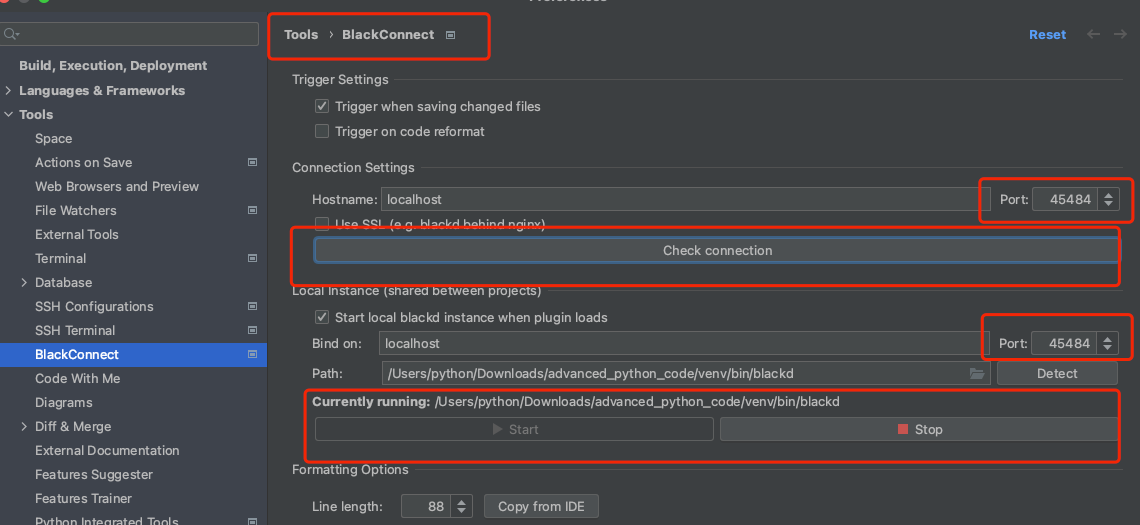 Preferences
Tools › BlackConnect
Reset
Build, Execution, Deployment
Languages & Frameworks
Tools
Space
Actions on Save
Web Browsers and Preview
File Watchers
External Tools
Terminal
Database
SSH Configurations
SSH Terminal
BlackConnect
Code With Me
Diagrams
Diff & Merge
External Documentation
Features Suggester
Features Trainer
Python Integrated Tools
Trigger Settings
Trigger when saving changed files
Trigger on code reformat
Connection Settings
Hostname: localhost Port: 45484
Use SSL (e.g. blackd behind nginx)
Check connection
Local Instance (shared between projects)
Start local blackd instance when plugin loads
Bind on: localhost Port: 45484
Path: /Users/python/Downloads/advanced_python_code/venv/bin/blackd Detect
Currently running: /Users/python/Downloads/advanced_python_code/venv/bin/blackd
Start Stop
Formatting Options
Line length: 88 Copy from IDE